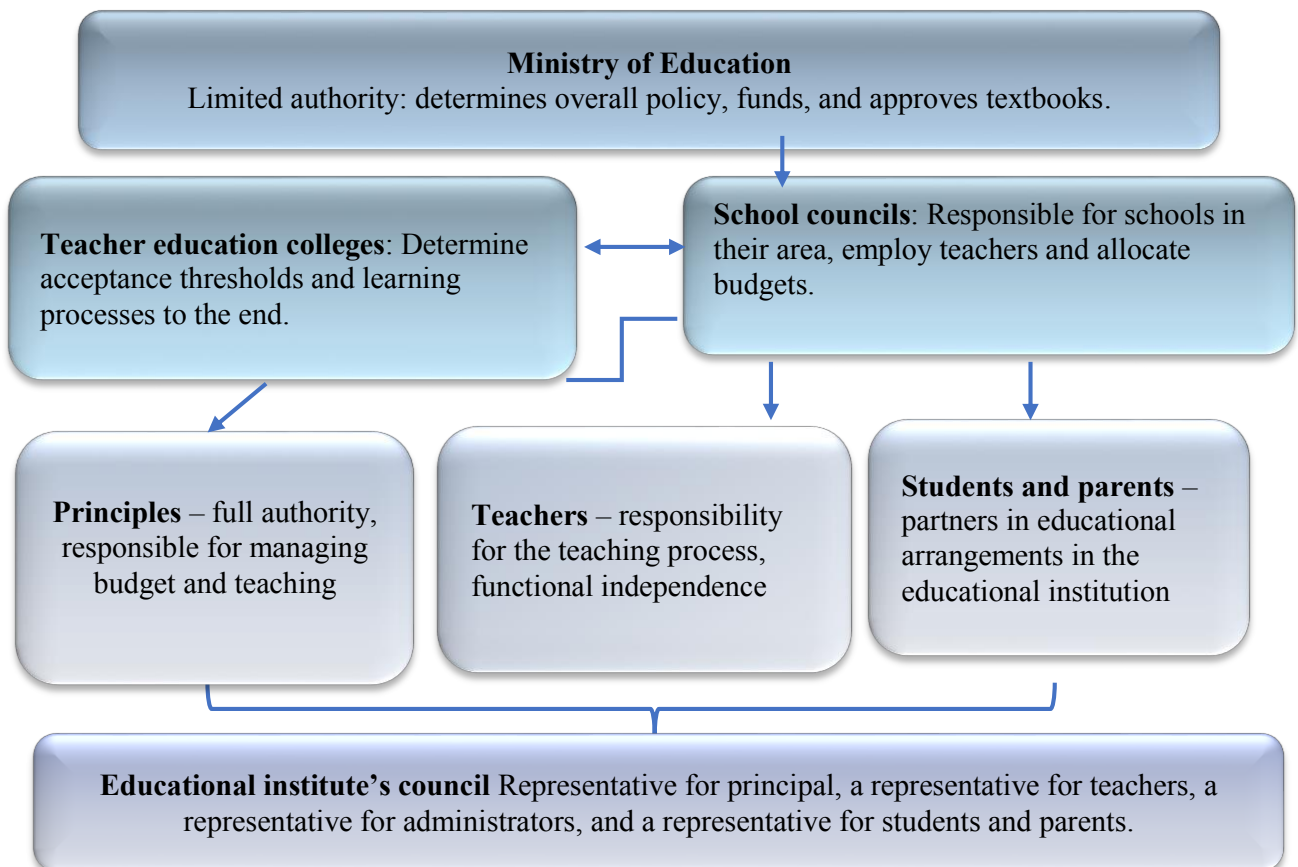 Ministry of Education
Limited authority: determines overall policy, funds, and approves textbooks.
Teacher education colleges: Determine
acceptance thresholds and learning
processes to the end.
School councils: Responsible for schools in
their area, employ teachers and allocate
budgets.
Principles – full authority,
responsible for managing
budget and teaching
Teachers – responsibility
for the teaching process,
functional independence
Students and parents –
partners in educational
arrangements in the
educational institution
Educational institute’s council Representative for principal, a representative for teachers, a
representative for administrators, and a representative for students and parents.